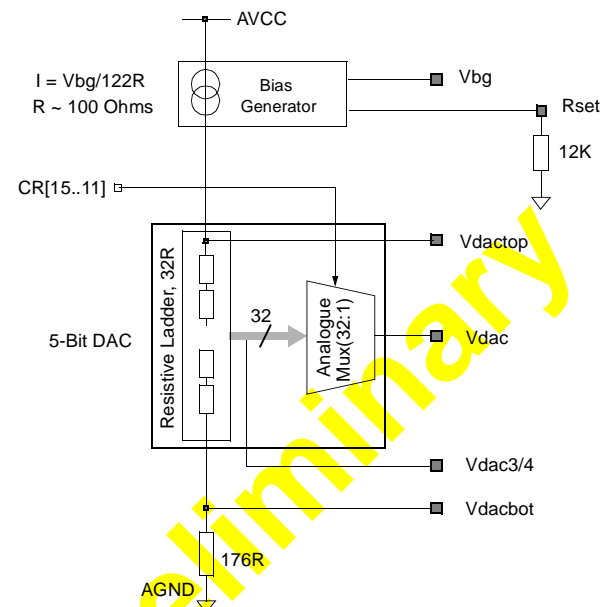 AVCC
I = Vbg/122R
R ~ 100 Ohms
Bias
Generator
Vbg
Rset
12K
CR[15..11]
Vdactop
5-Bit DAC
Resistive Ladder, 32R
32
Analogue
Mux(32:1)
Vdac
Vdac3/4
Vdacbot
176R
AGND
eliminary